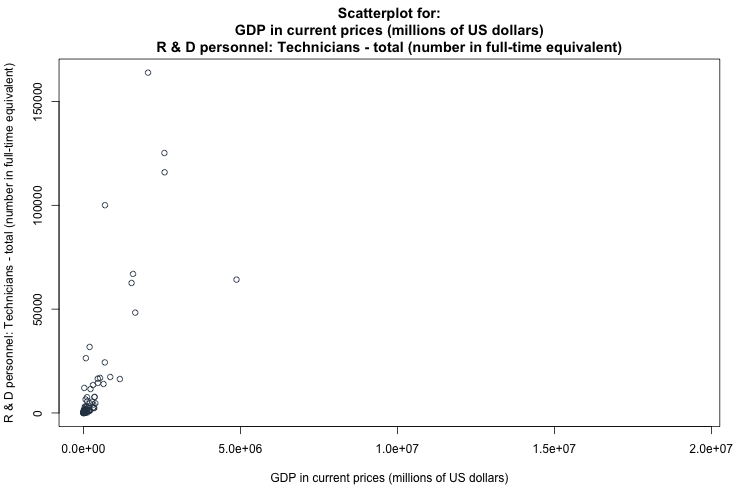 Scatterplot for:
GDP in current prices (millions of US dollars)
R & D personnel: Technicians - total (number in full-time equivalent)
R & D personnel: Technicians - total (number in full-time equivalent)
150000
100000
50000
0
0.0e+00 5.0e+06 1.0e+07 1.5e+07 2.0e+07
GDP in current prices (millions of US dollars)